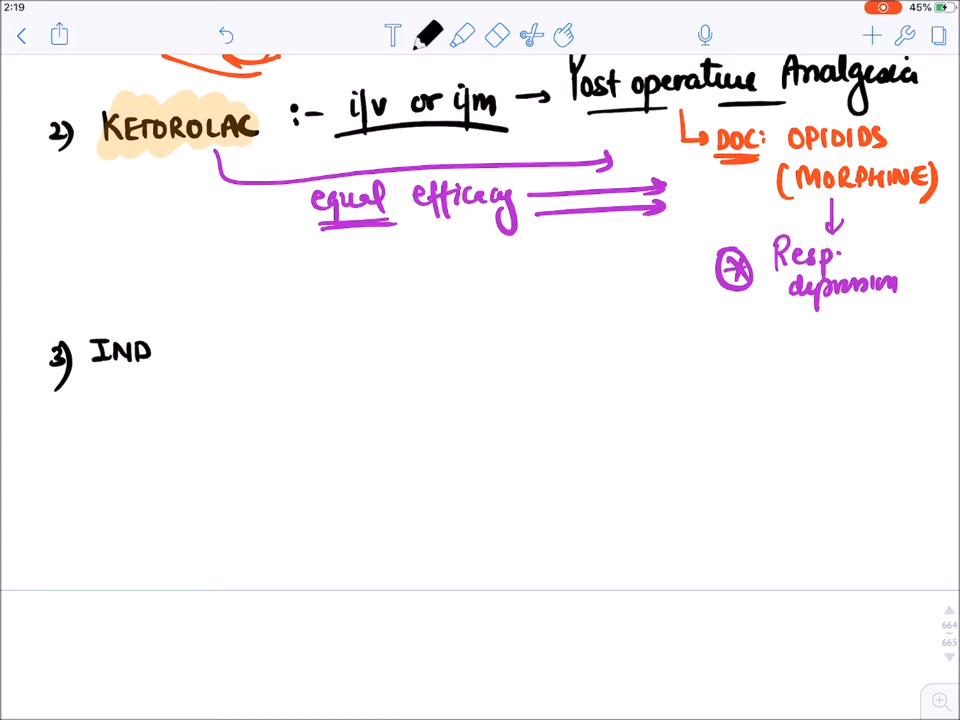 2:19
45%
T
2) KETOROLAC :- i/v or i/m → Post operative Analgesia
DOC: OPIOIDS
(MORPHINE)
equal efficacy
Resp.
depression
3) IND
664
665